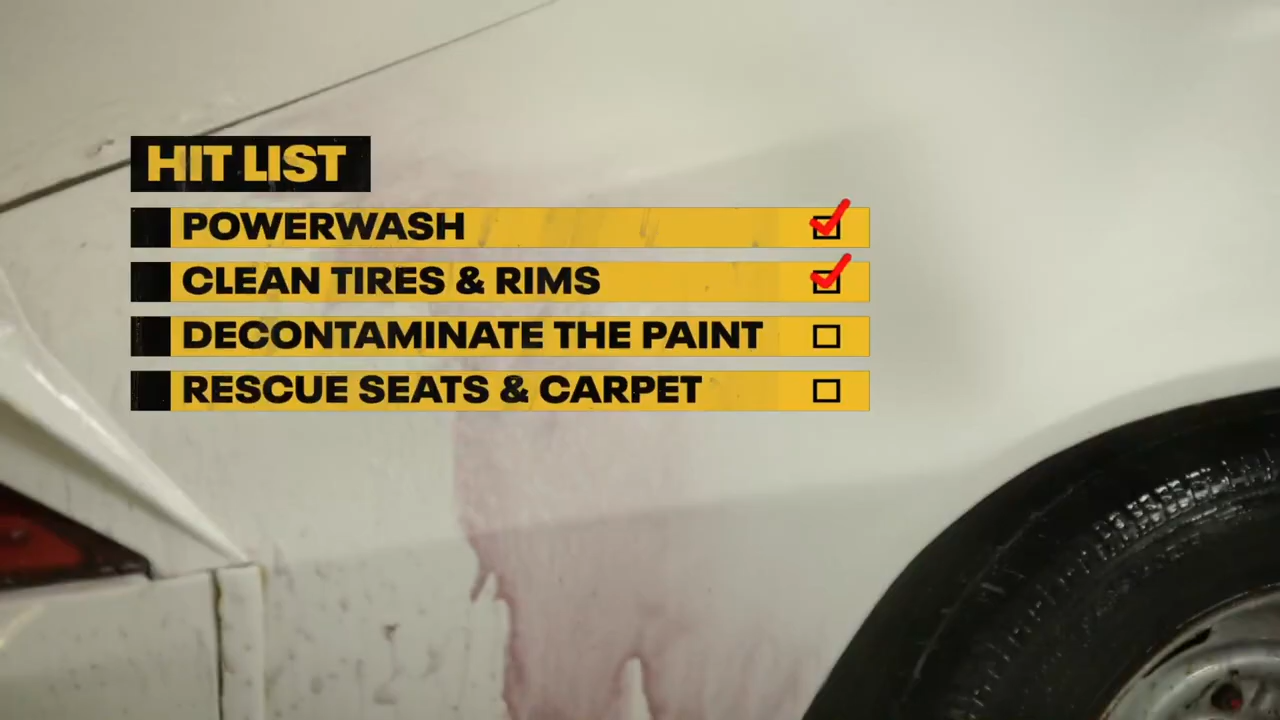 HIT LIST
POWERWASH
CLEAN TIRES & RIMS
DECONTAMINATE THE PAINT
RESCUE SEATS & CARPET